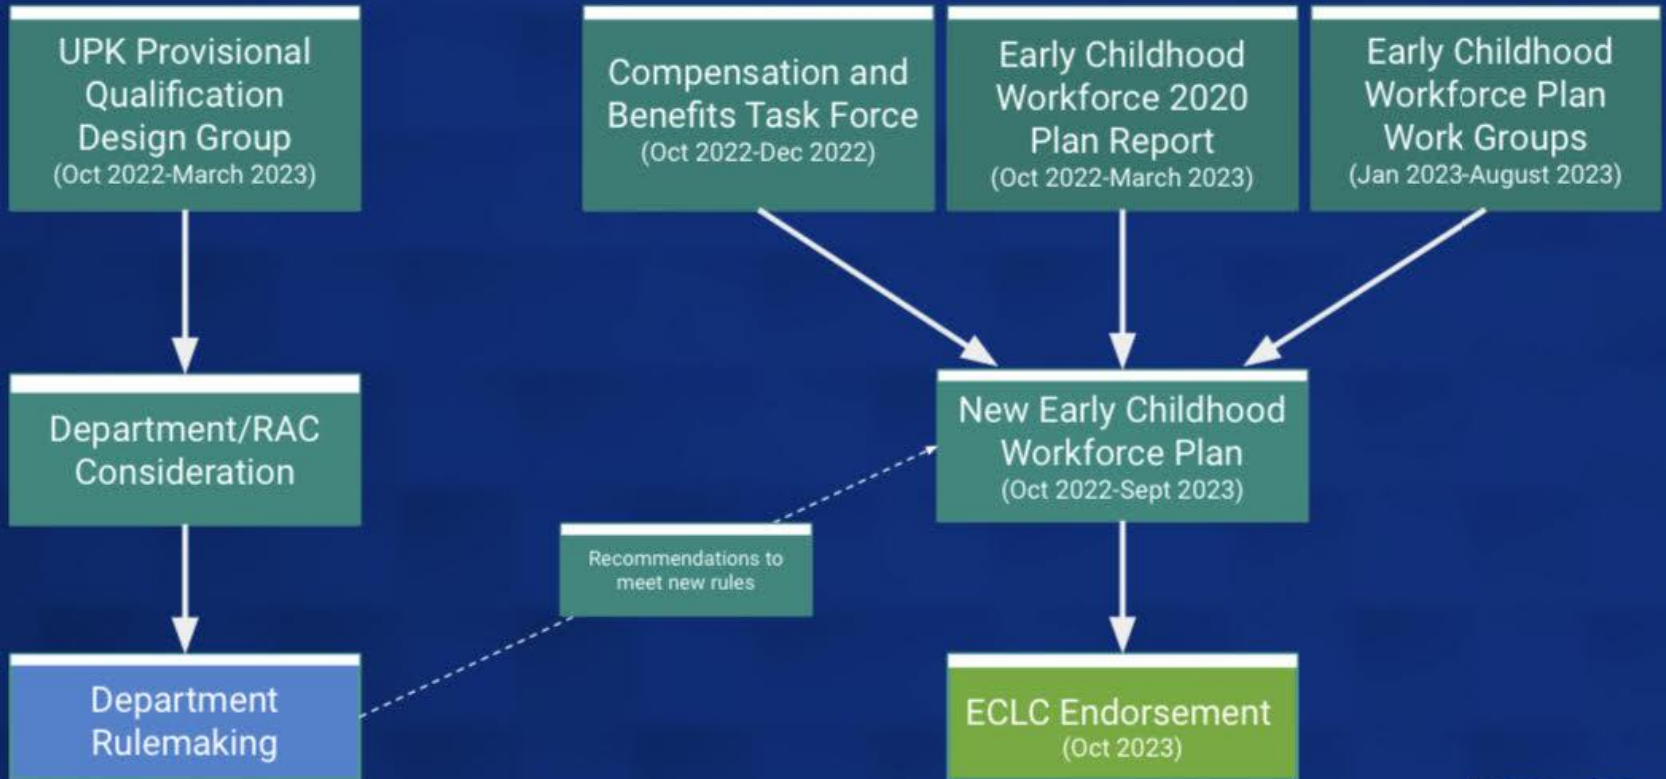 UPK Provisional
Qualification
Design Group
(Oct 2022-March 2023)
Compensation and
Benefits Task Force
(Oct 2022-Dec 2022)
Early Childhood
Workforce 2020
Plan Report
(Oct 2022-March 2023)
Early Childhood
Workforce Plan
Work Groups
(Jan 2023-August 2023)
Department/RAC
Consideration
New Early Childhood
Workforce Plan
(Oct 2022-Sept 2023)
Recommendations to
meet new rules
Department
Rulemaking
ECLC Endorsement
(Oct 2023)